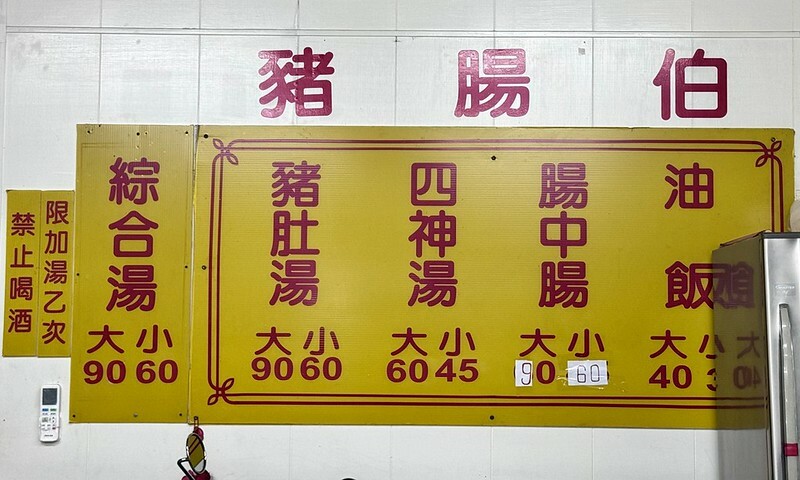 豬腸伯
油飯
大 小
40 3
腸中腸
大 小
90 60
四神湯
大 小
60 45
豬肚湯
大 小
90 60
綜合湯
大 小
90 60
限加湯乙次
禁止喝酒